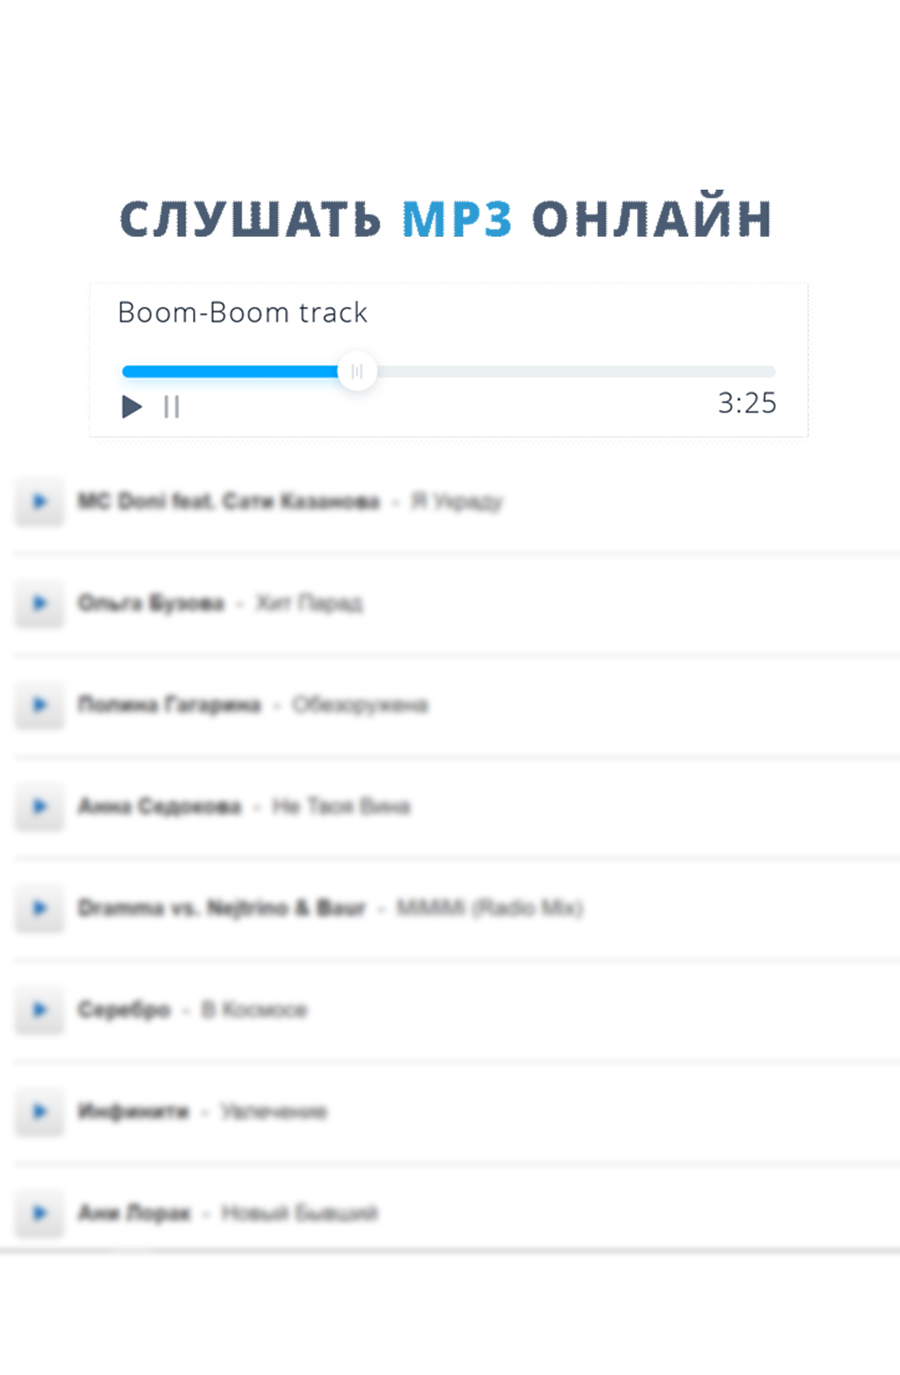 СЛУШАТЬ MP3 ОНЛАЙН
Boom-Boom track
3:25
MC Doni feat. Сати Казанова - Я Украду
Ольга Бузова - Хит Парад
Полина Гагарина - Обезоружена
Анна Седокова - Не Твоя Вина
Dramma vs. Nejtrino & Baur - MiMiMi (Radio Mix)
Серебро - В Космосе
Инфинити - Увлечение
Ани Лорак - Новый Бывший